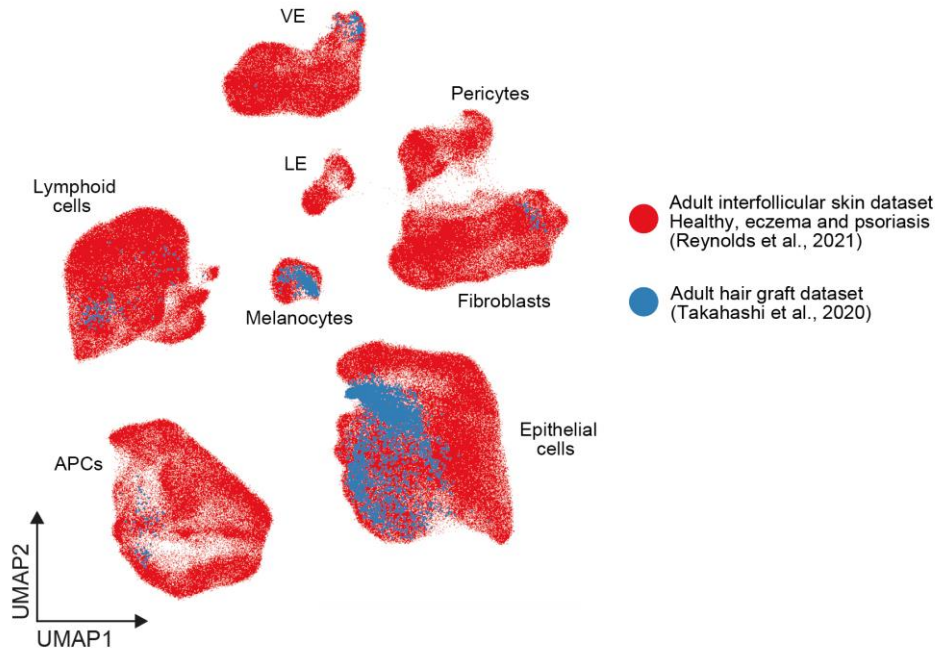 VE
Pericytes
LE
Lymphoid
cells
Adult interfollicular skin dataset
Healthy, eczema and psoriasis
(Reynolds et al., 2021)
Adult hair graft dataset
(Takahashi et al., 2020)
Melanocytes
Fibroblasts
Epithelial
cells
APCs
UMAP2
UMAP1